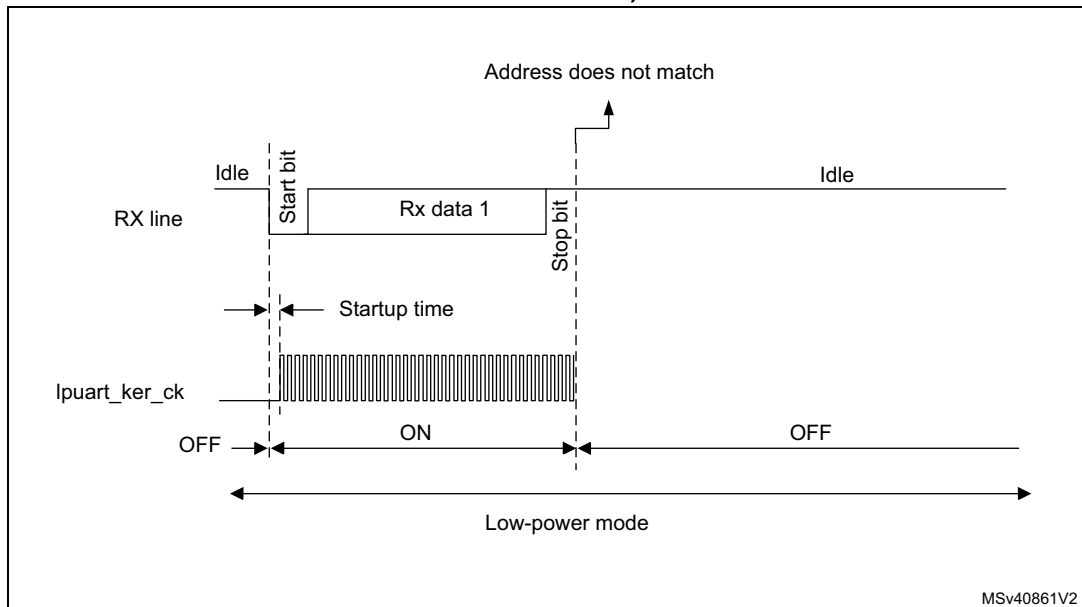 Address does not match
Idle
Start bit
Idle
RX line
Rx data 1
Stop bit
Startup time
lpuart_ker_ck
OFF
ON
OFF
Low-power mode
MSv40861V2